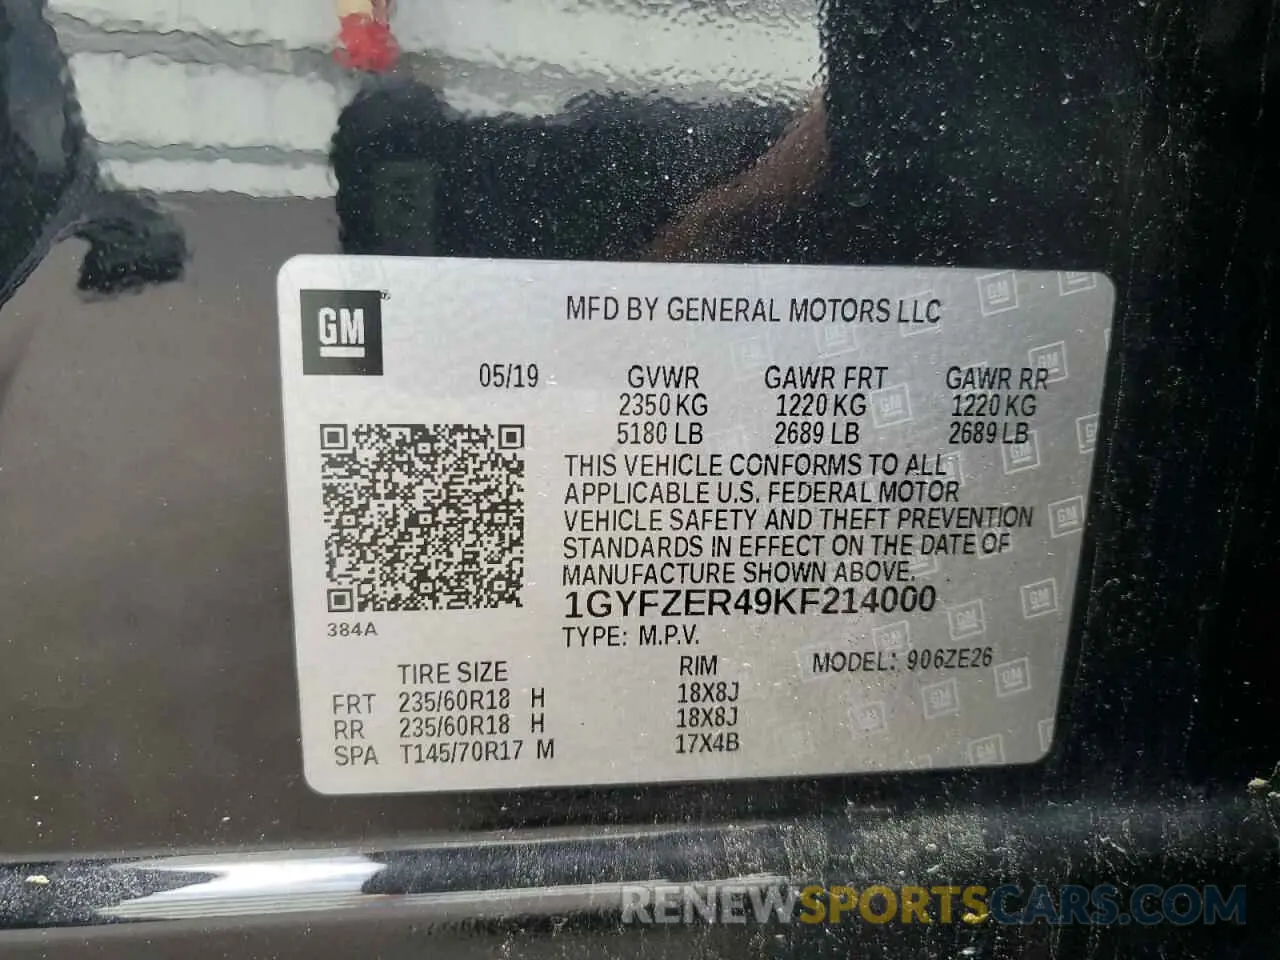 GM
MFD BY GENERAL MOTORS LLC
05/19 GVWR GAWR FRT GAWR RR
2350 KG 1220 KG 1220 KG
5180 LB 2689 LB 2689 LB
THIS VEHICLE CONFORMS TO ALL
APPLICABLE U.S. FEDERAL MOTOR
VEHICLE SAFETY AND THEFT PREVENTION
STANDARDS IN EFFECT ON THE DATE OF
MANUFACTURE SHOWN ABOVE.
1GYFZER49KF214000
384A
TYPE: M.P.V.
TIRE SIZE RIM MODEL: 906ZE26
FRT 235/60R18 H 18X8J
RR 235/60R18 H 18X8J
SPA T145/70R17 M 17X4B
RENEWSPORTSCARS.COM